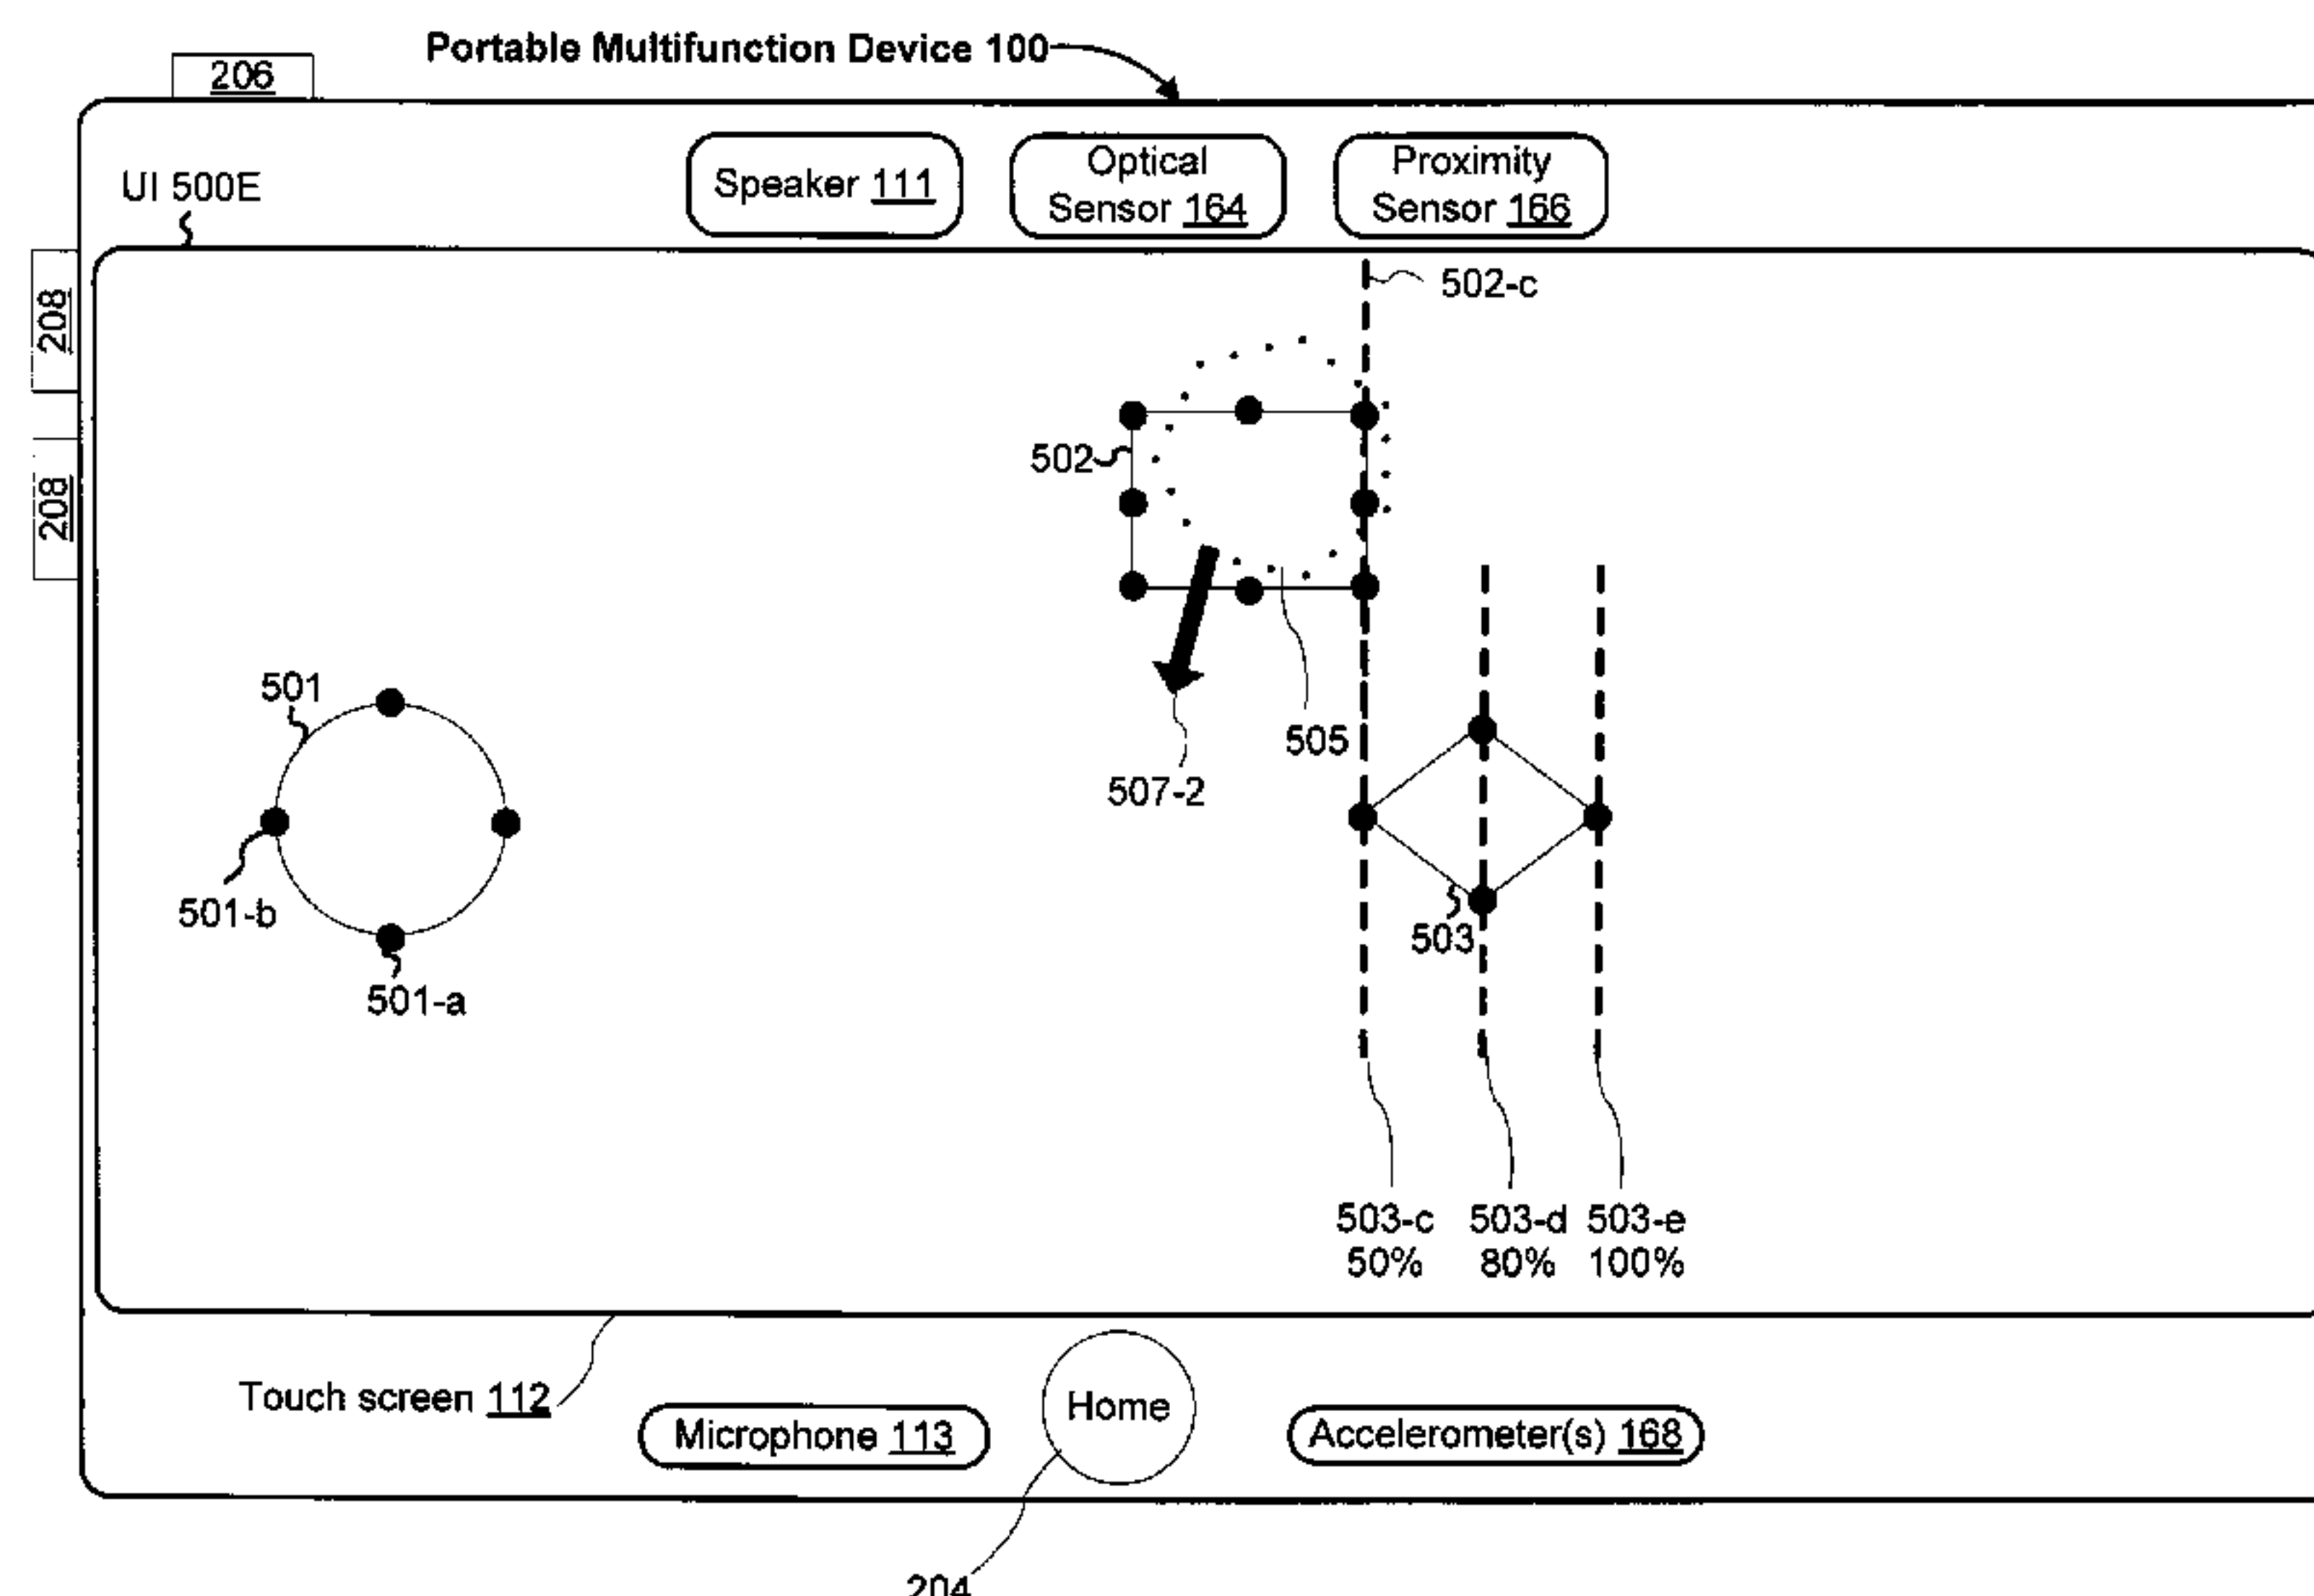 Portable Multifunction Device 100
206
UI 500E
Speaker 111
Optical
Sensor 164
Proximity
Sensor 166
208
208
502-c
502
501
505
507-2
501-b
503
501-a
503-c
50%
503-d
80%
503-e
100%
Touch screen 112
Microphone 113
Home
Accelerometer(s) 168
204